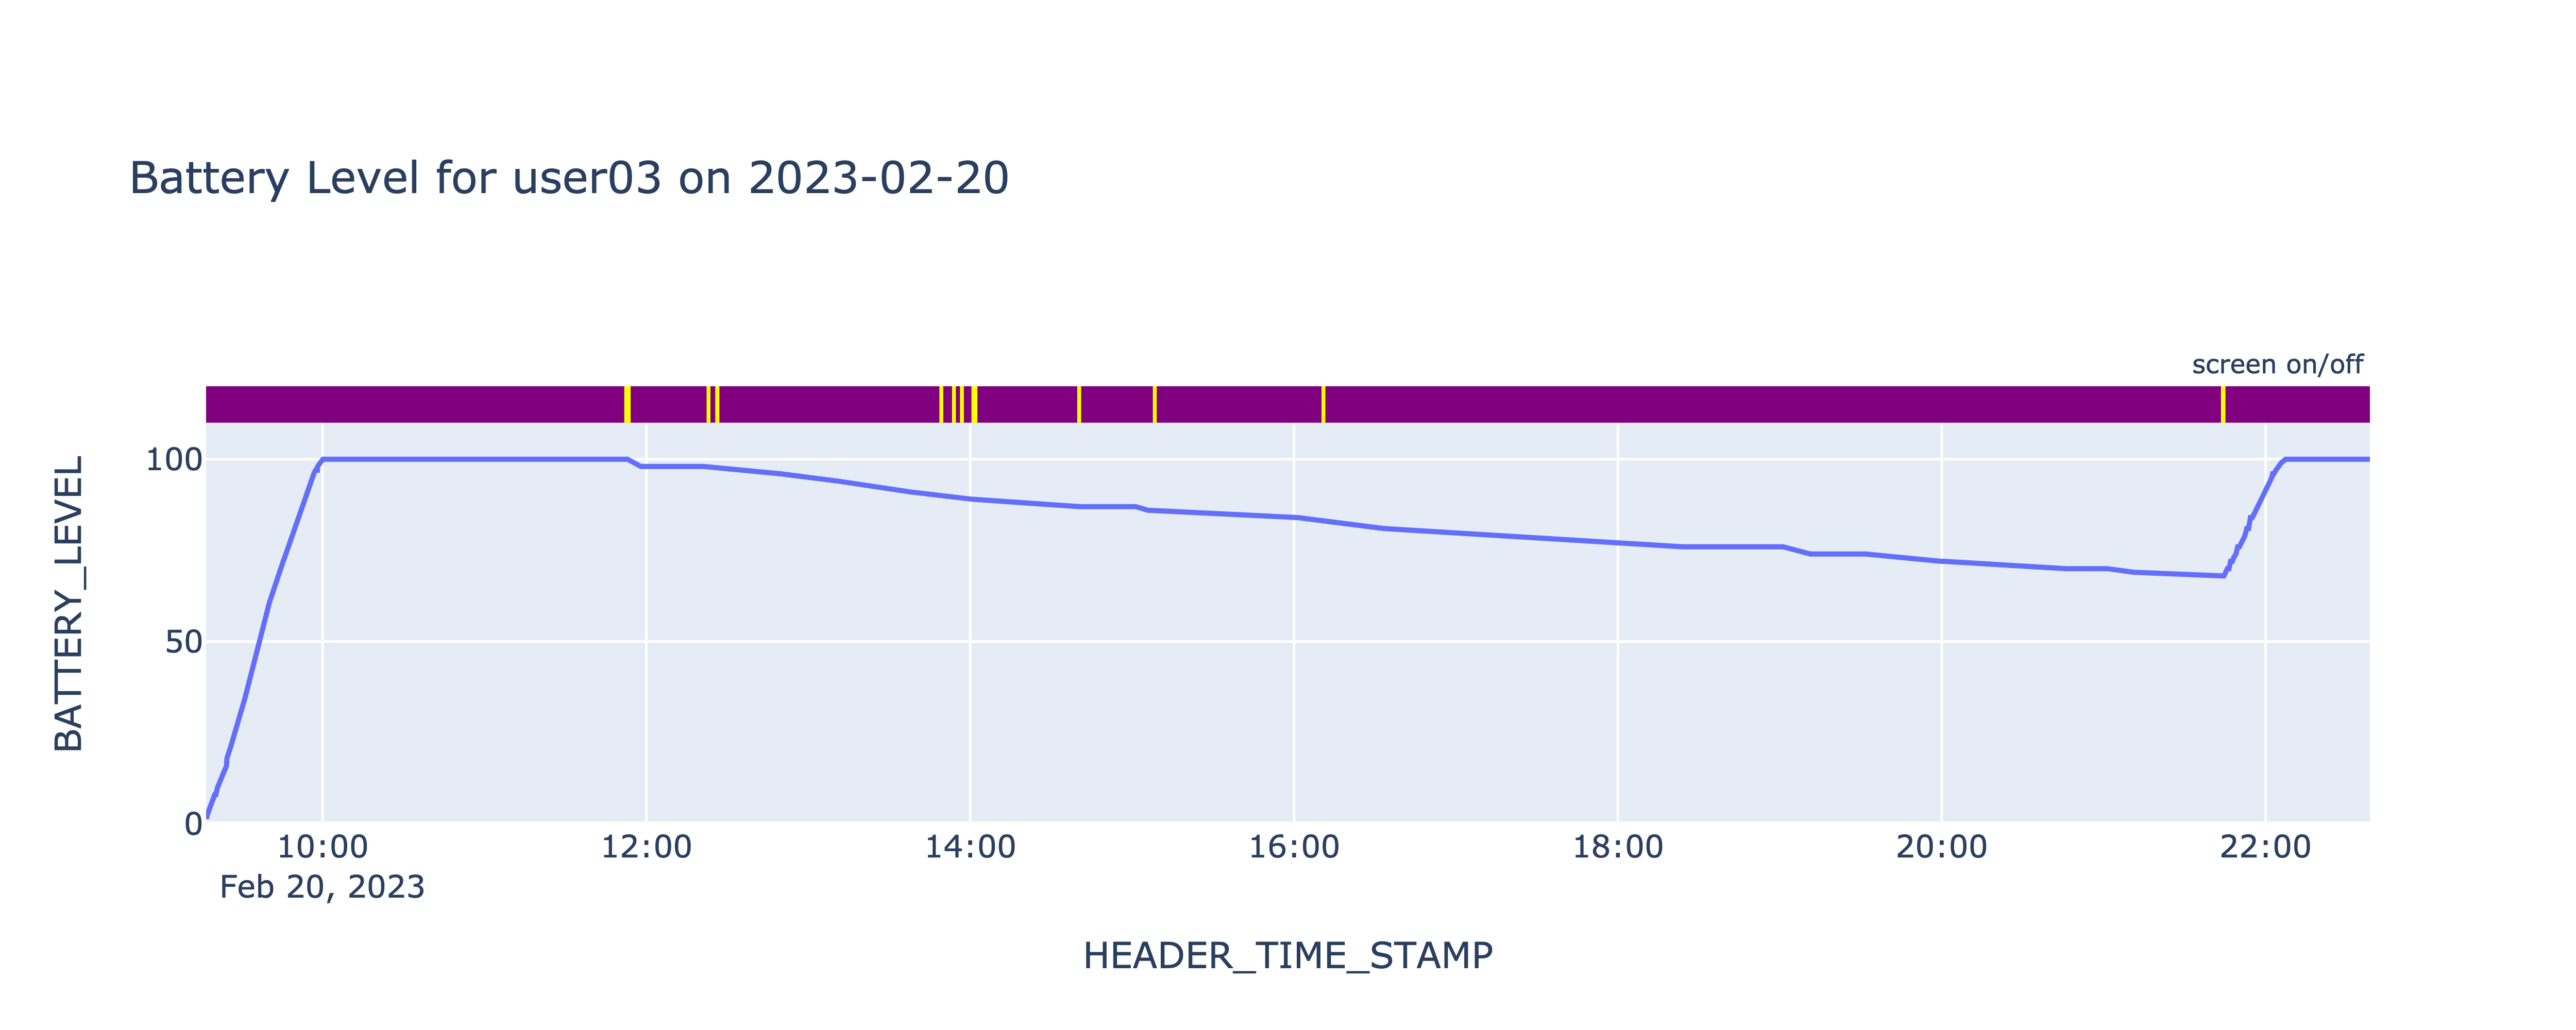 Battery Level for user03 on 2023-02-20
screen on/off
BATTERY_LEVEL
100
50
0
10:00 12:00 14:00 16:00 18:00 20:00 22:00
Feb 20, 2023
HEADER_TIME_STAMP